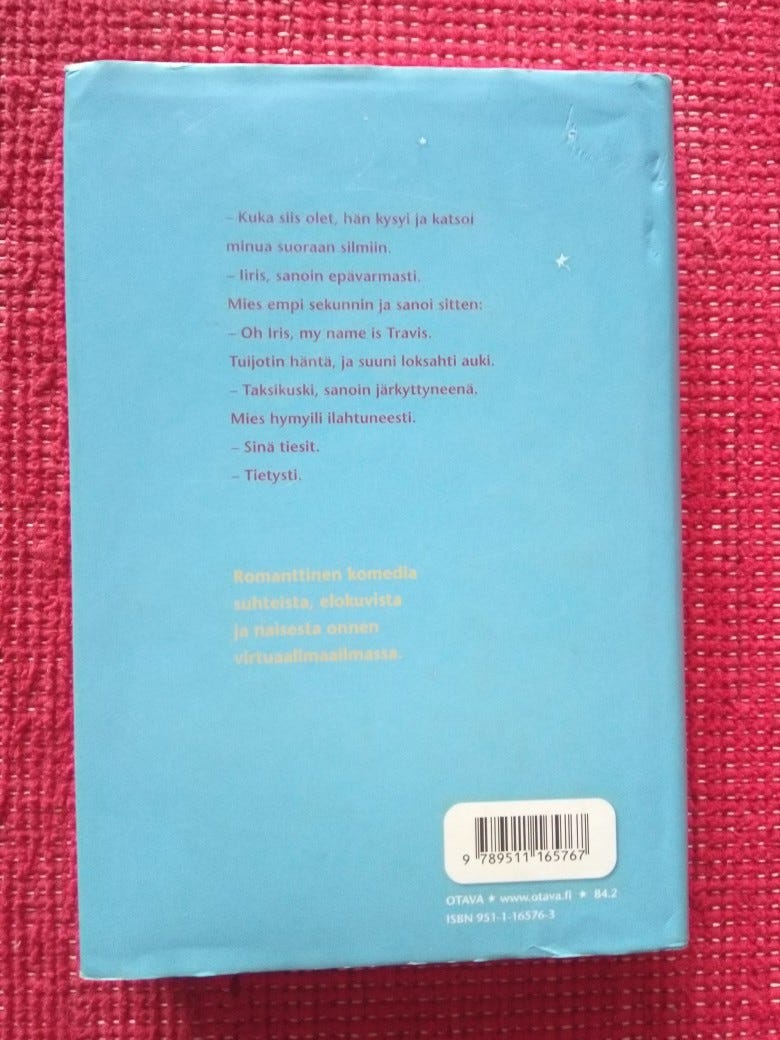 – Kuka siis olet, hän kysyi ja katsoi
minua suoraan silmiin.
– Iiris, sanoin epävarmasti.
Mies empi sekunnin ja sanoi sitten:
– Oh Iris, my name is Travis.
Tuijotin häntä, ja suuni loksahti auki.
– Taksikuski, sanoin järkyttyneenä.
Mies hymyili ilahtuneesti.
– Sinä tiesit.
– Tietysti.
Romanttinen komedia
suhteista, elokuvista
ja naisesta onnen
virtuaalimaailmassa.
9 789511 165767
OTAVA ★ www.otava.fi ★ 84.2
ISBN 951-1-16576-3